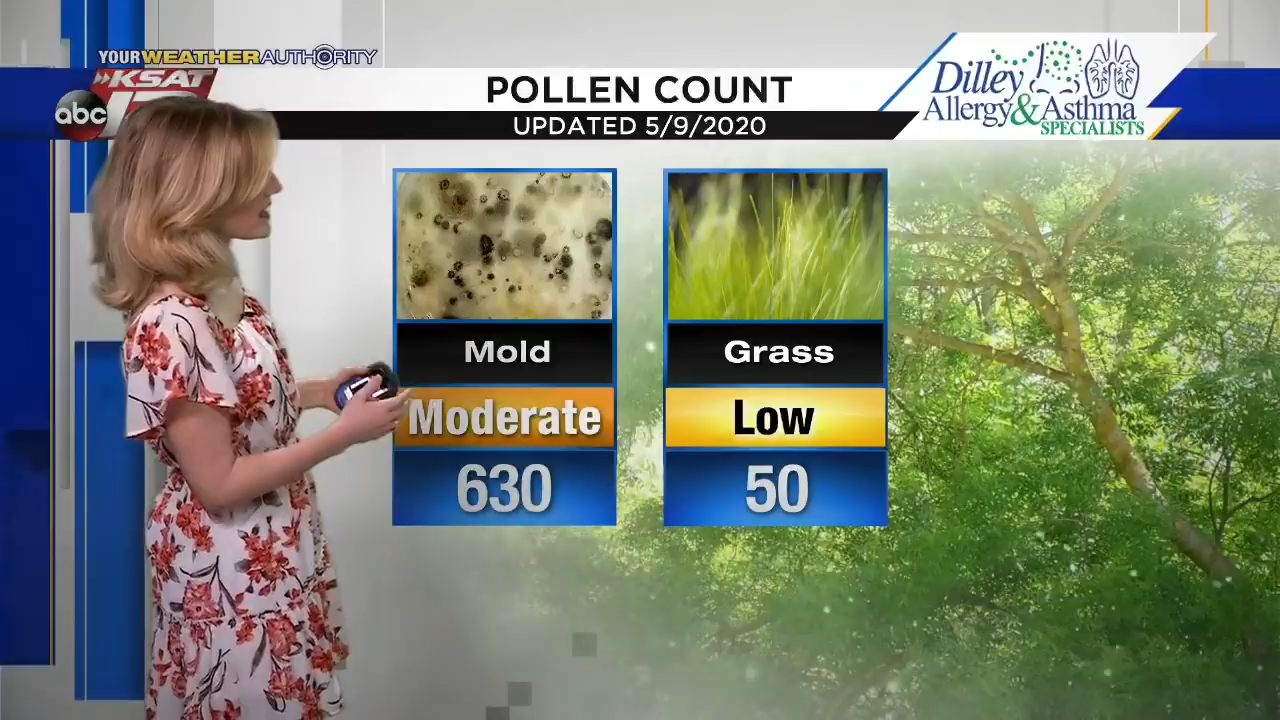 YOUR WEATHER AUTHORITY
KSAT
abc
POLLEN COUNT
UPDATED 5/9/2020
Dilley
Allergy & Asthma
SPECIALISTS
Mold
Grass
Moderate
Low
630
50